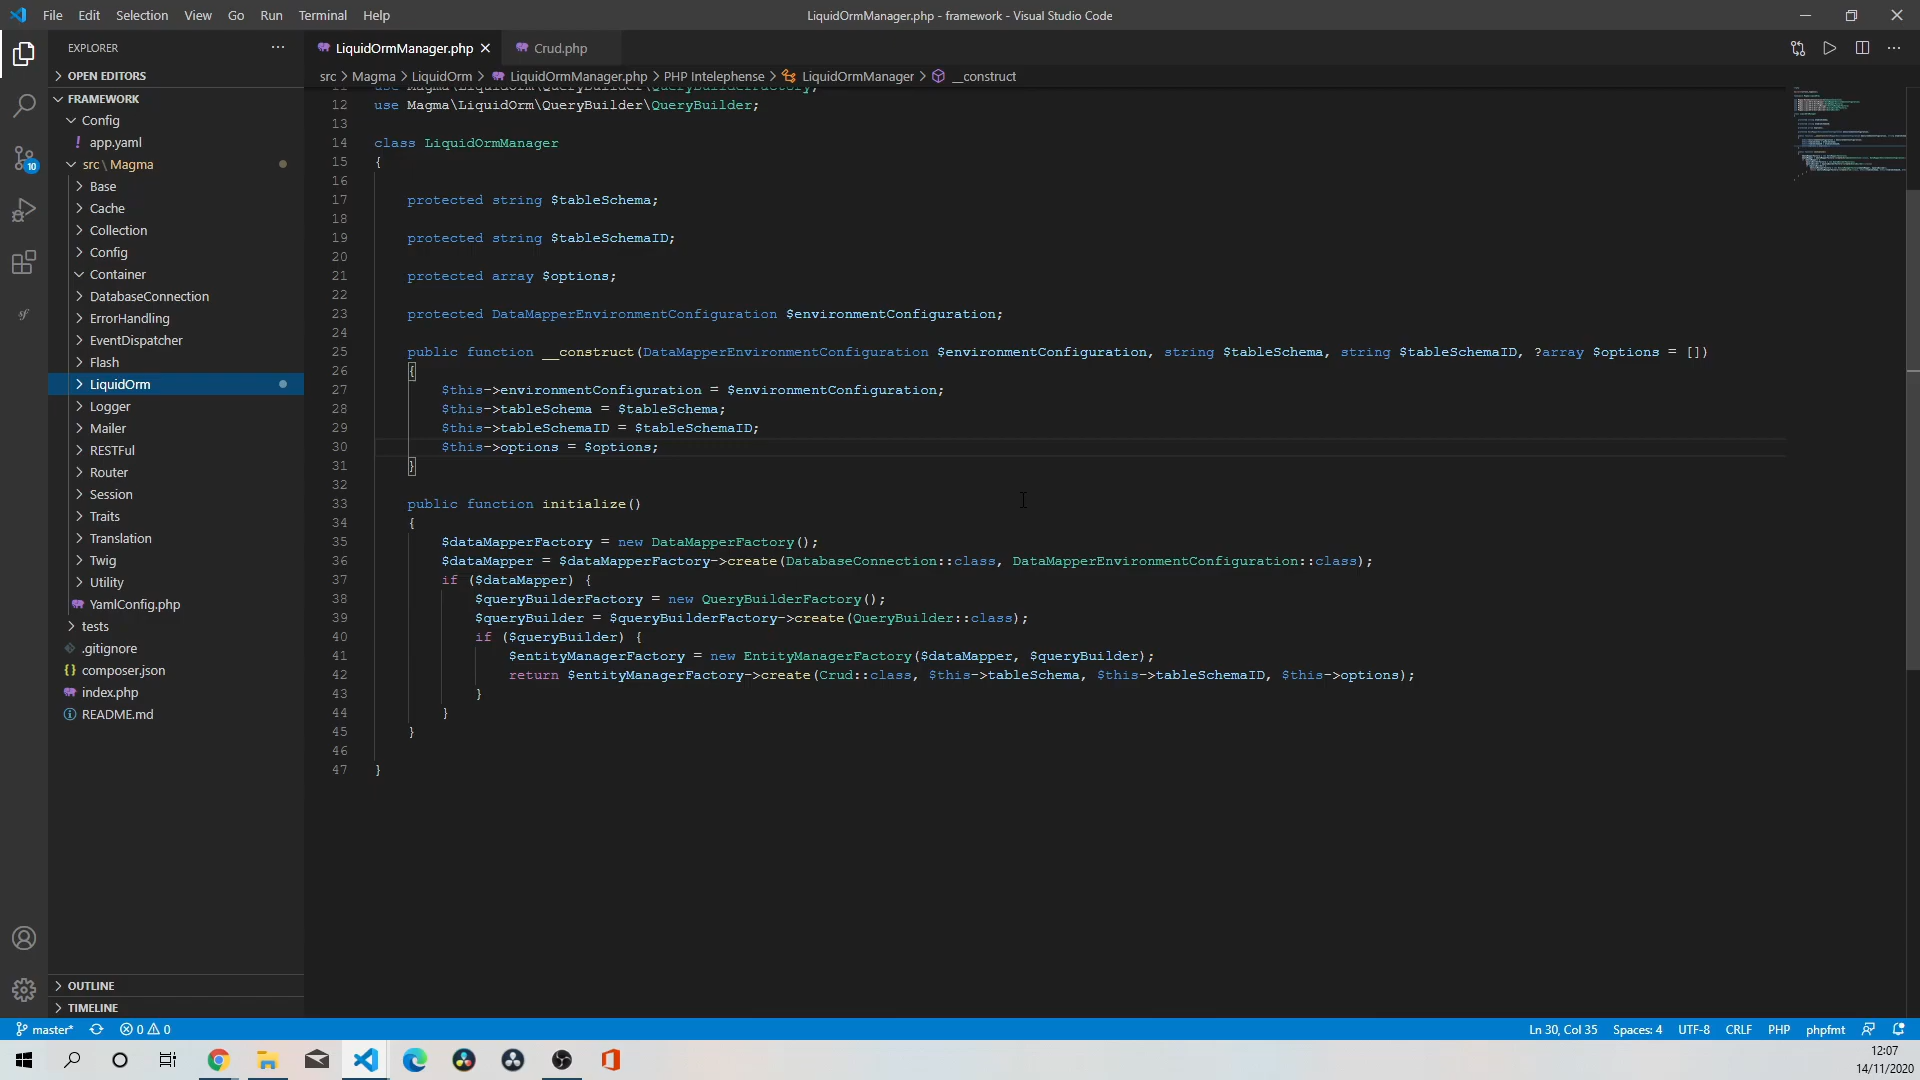 File Edit Selection View Go Run Terminal Help
LiquidOrmManager.php - framework - Visual Studio Code
EXPLORER
OPEN EDITORS
FRAMEWORK
Config
! app.yaml
src \ Magma
Base
Cache
Collection
Config
Container
DatabaseConnection
ErrorHandling
EventDispatcher
Flash
LiquidOrm
Logger
Mailer
RESTFul
Router
Session
Traits
Translation
Twig
Utility
YamlConfig.php
tests
.gitignore
{} composer.json
index.php
README.md
OUTLINE
TIMELINE
10
LiquidOrmManager.php
Crud.php
src > Magma > LiquidOrm > LiquidOrmManager.php > PHP Intelephense > LiquidOrmManager > __construct
11 use Magma\LiquidOrm\QueryBuilder\QueryBuilderFactory;
12 use Magma\LiquidOrm\QueryBuilder\QueryBuilder;
13
14 class LiquidOrmManager
15 {
16
17 protected string $tableSchema;
18
19 protected string $tableSchemaID;
20
21 protected array $options;
22
23 protected DataMapperEnvironmentConfiguration $environmentConfiguration;
24
25 public function __construct(DataMapperEnvironmentConfiguration $environmentConfiguration, string $tableSchema, string $tableSchemaID, ?array $options = [])
26 {
27 $this->environmentConfiguration = $environmentConfiguration;
28 $this->tableSchema = $tableSchema;
29 $this->tableSchemaID = $tableSchemaID;
30 $this->options = $options;
31 }
32
33 public function initialize()
34 {
35 $dataMapperFactory = new DataMapperFactory();
36 $dataMapper = $dataMapperFactory->create(DatabaseConnection::class, DataMapperEnvironmentConfiguration::class);
37 if ($dataMapper) {
38 $queryBuilderFactory = new QueryBuilderFactory();
39 $queryBuilder = $queryBuilderFactory->create(QueryBuilder::class);
40 if ($queryBuilder) {
41 $entityManagerFactory = new EntityManagerFactory($dataMapper, $queryBuilder);
42 return $entityManagerFactory->create(Crud::class, $this->tableSchema, $this->tableSchemaID, $this->options);
43 }
44 }
45 }
46
47 }
master* 0 0
Ln 30, Col 35 Spaces: 4 UTF-8 CRLF PHP phpfmt
12:07
14/11/2020